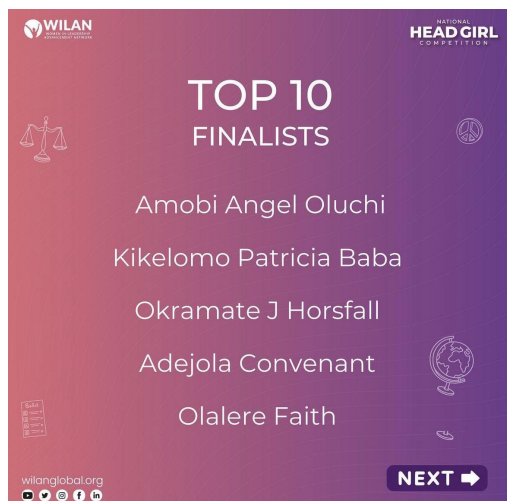 WILAN
WOMEN IN LEADERSHIP
ADVANCEMENT NETWORK
NATIONAL
HEAD GIRL
COMPETITION
TOP 10
FINALISTS
Amobi Angel Oluchi
Kikelomo Patricia Baba
Okramate J Horsfall
Adejola Convenant
Olalere Faith
wilanglobal.org
NEXT